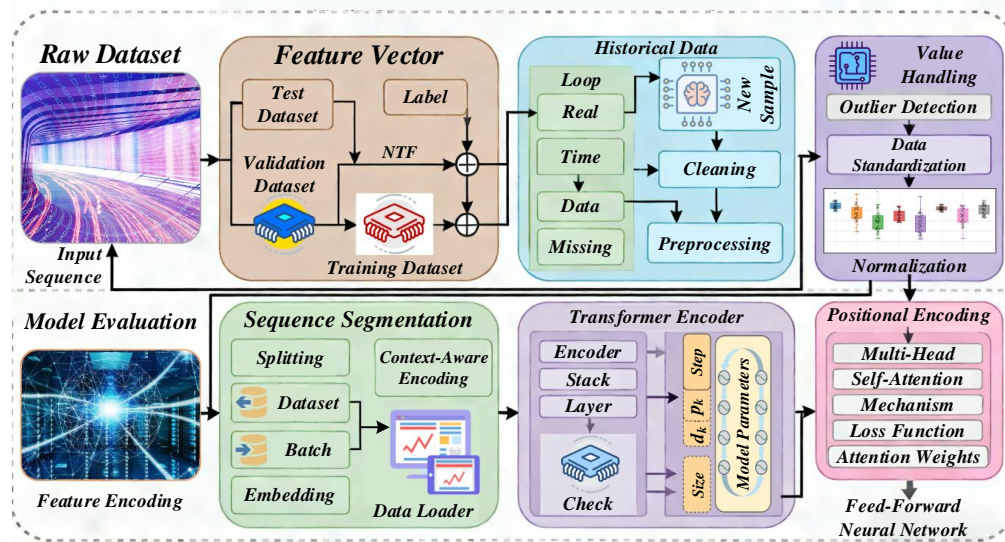 Raw Dataset
Input
Sequence
Feature Vector
Test
Dataset
Label
Validation
Dataset
NTF
Training Dataset
Historical Data
Loop
Real
Time
Data
Missing
New
Sample
Cleaning
Preprocessing
Value
Handling
Outlier Detection
Data
Standardization
Normalization
Model Evaluation
Feature Encoding
Sequence Segmentation
Splitting
Dataset
Batch
Embedding
Context-Aware
Encoding
Data Loader
Transformer Encoder
Encoder
Stack
Layer
Check
Step
pk
dk
Size
Model Parameters
Positional Encoding
Multi-Head
Self-Attention
Mechanism
Loss Function
Attention Weights
Feed-Forward
Neural Network